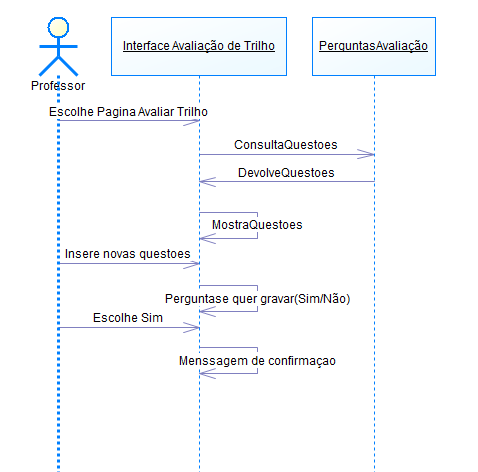 Interface Avaliação de Trilho
PerguntasAvaliação
Professor
Escolhe Pagina Avaliar Trilho
ConsultaQuestoes
DevolveQuestoes
MostraQuestoes
Insere novas questoes
Perguntase quer gravar(Sim/Não)
Escolhe Sim
Menssagem de confirmaçao